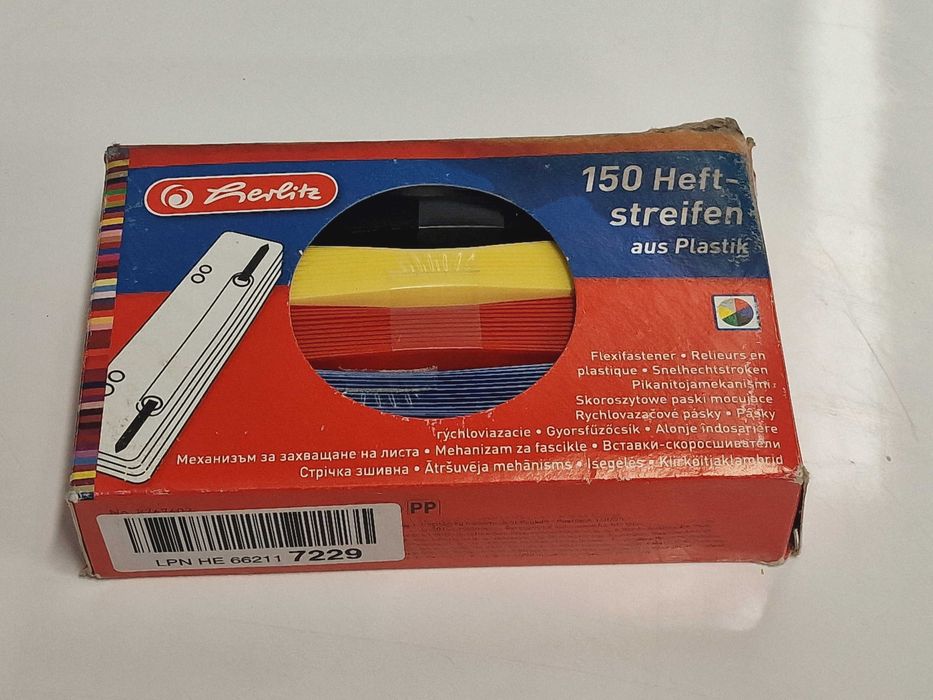 herlitz
150 Heft-
streifen
aus Plastik
Flexifastener • Relieurs en
plastique • Snelhechtstroken
Pikanitojamekanismi •
Skoroszytowe paski mocujące
Rychlovazačové pásky • Pásky
rýchloviazacie • Gyorsfűzőcsík • Alonje îndosariere
Механизъм за захващане на листа • Mehanizam za fascikle • Вставки-скоросшиватели
Стрічка зшивна • Ātršuvēja mehānisms • Įsegėlės • Kiirköitjaklambrid
PP
LPN HE 66211 7229